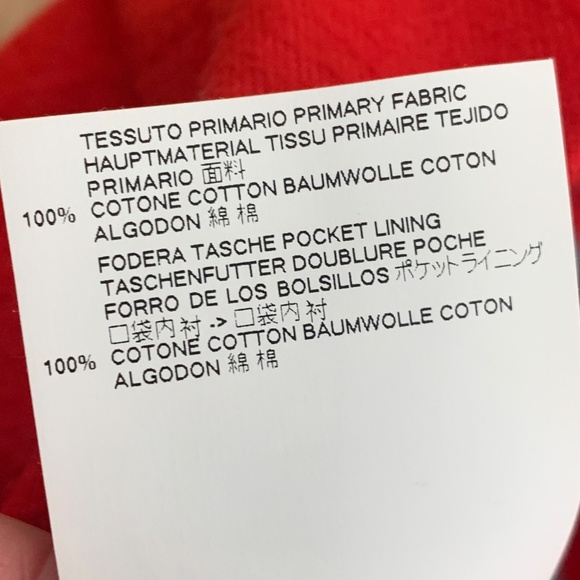 TESSUTO PRIMARIO PRIMARY FABRIC
HAUPTMATERIAL TISSU PRIMAIRE TEJIDO
PRIMARIO 面料
100% COTONE COTTON BAUMWOLLE COTON
ALGODON 綿 棉
FODERA TASCHE POCKET LINING
TASCHENFUTTER DOUBLURE POCHE
FORRO DE LOS BOLSILLOS ポケットライニング
口袋内衬 -> 口袋内衬
100% COTONE COTTON BAUMWOLLE COTON
ALGODON 綿 棉